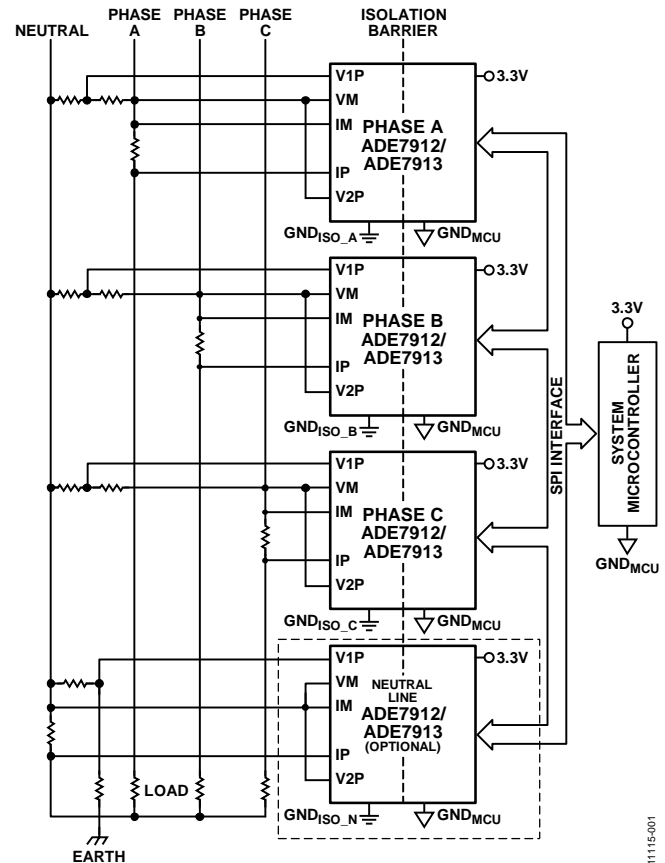 NEUTRAL
PHASE
A
PHASE
B
PHASE
C
ISOLATION
BARRIER
V1P
VM
IM
IP
V2P
PHASE A
ADE7912/
ADE7913
3.3V
GNDISO_A
GNDMCU
V1P
VM
IM
IP
V2P
PHASE B
ADE7912/
ADE7913
3.3V
GNDISO_B
GNDMCU
V1P
VM
IM
IP
V2P
PHASE C
ADE7912/
ADE7913
3.3V
GNDISO_C
GNDMCU
V1P
VM
IM
IP
V2P
NEUTRAL
LINE
ADE7912/
ADE7913
(OPTIONAL)
3.3V
GNDISO_N
GNDMCU
LOAD
EARTH
SPI INTERFACE
3.3V
SYSTEM
MICROCONTROLLER
GNDMCU
11115-001